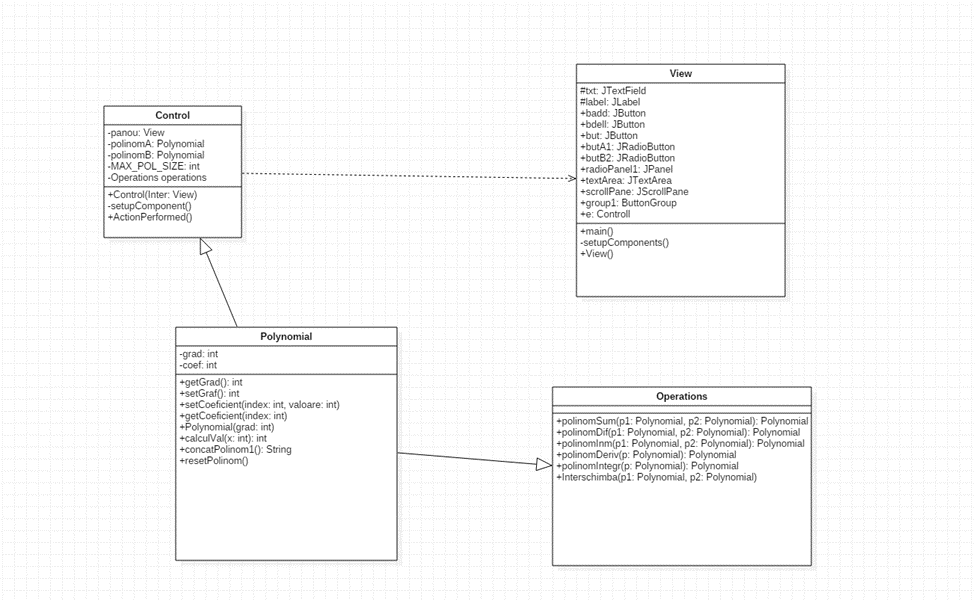 Control
-panou: View
-polinomA: Polynomial
-polinomB: Polynomial
-MAX_POL_SIZE: int
-Operations operations
+Control(Inter: View)
-setupComponent()
+ActionPerformed()
View
#txt: JTextField
#label: JLabel
+badd: JButton
+bdell: JButton
+but: JButton
+butA1: JRadioButton
+butB2: JRadioButton
+radioPanel1: JPanel
+textArea: JTextArea
+scrollPane: JScrollPane
+group1: ButtonGroup
+e: Controll
+main()
-setupComponents()
+View()
Polynomial
-grad: int
-coef: int
+getGrad(): int
+setGraf(): int
+setCoeficient(index: int, valoare: int)
+getCoeficient(index: int)
+Polynomial(grad: int)
+calculVal(x: int): int
+concatPolinom1(): String
+resetPolinom()
Operations
+polinomSum(p1: Polynomial, p2: Polynomial): Polynomial
+polinomDif(p1: Polynomial, p2: Polynomial): Polynomial
+polinomInm(p1: Polynomial, p2: Polynomial): Polynomial
+polinomDeriv(p: Polynomial): Polynomial
+polinomIntegr(p: Polynomial): Polynomial
+Interschimba(p1: Polynomial, p2: Polynomial)